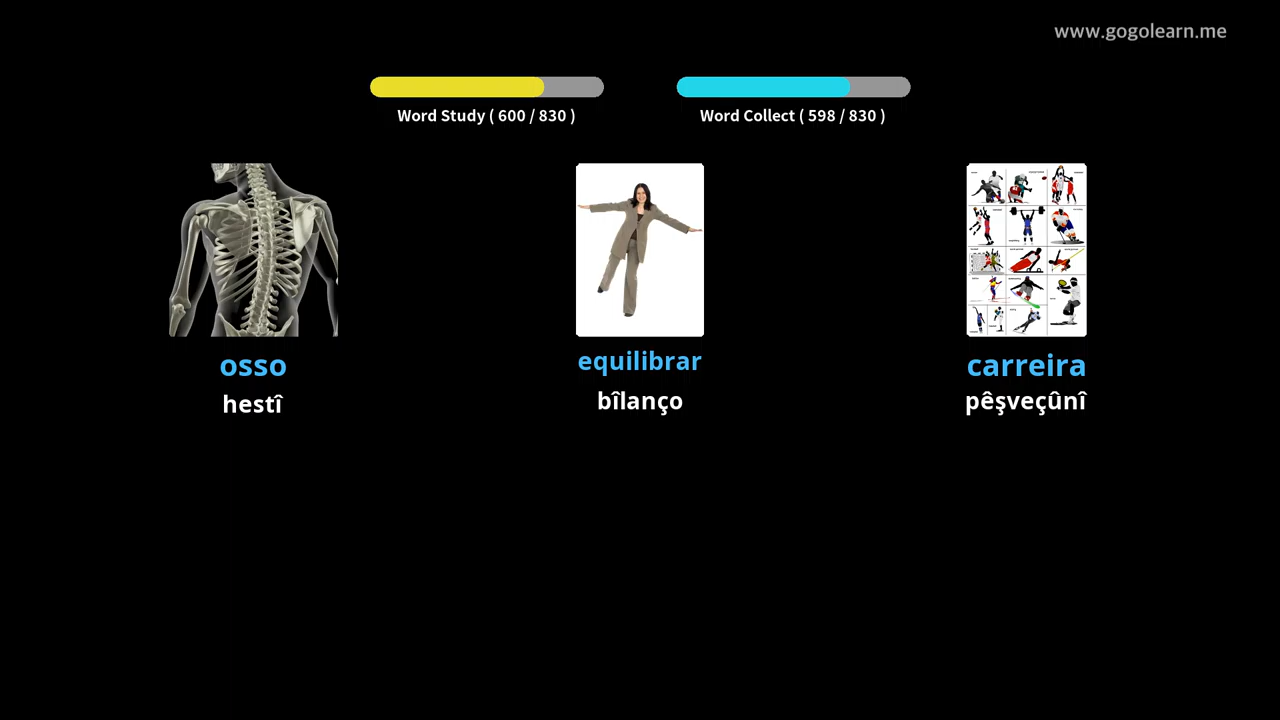 www.gogolearn.me
Word Study ( 600 / 830 )
Word Collect ( 598 / 830 )
osso
hestî
equilibrar
bîlanço
carreira
pêşveçûnî